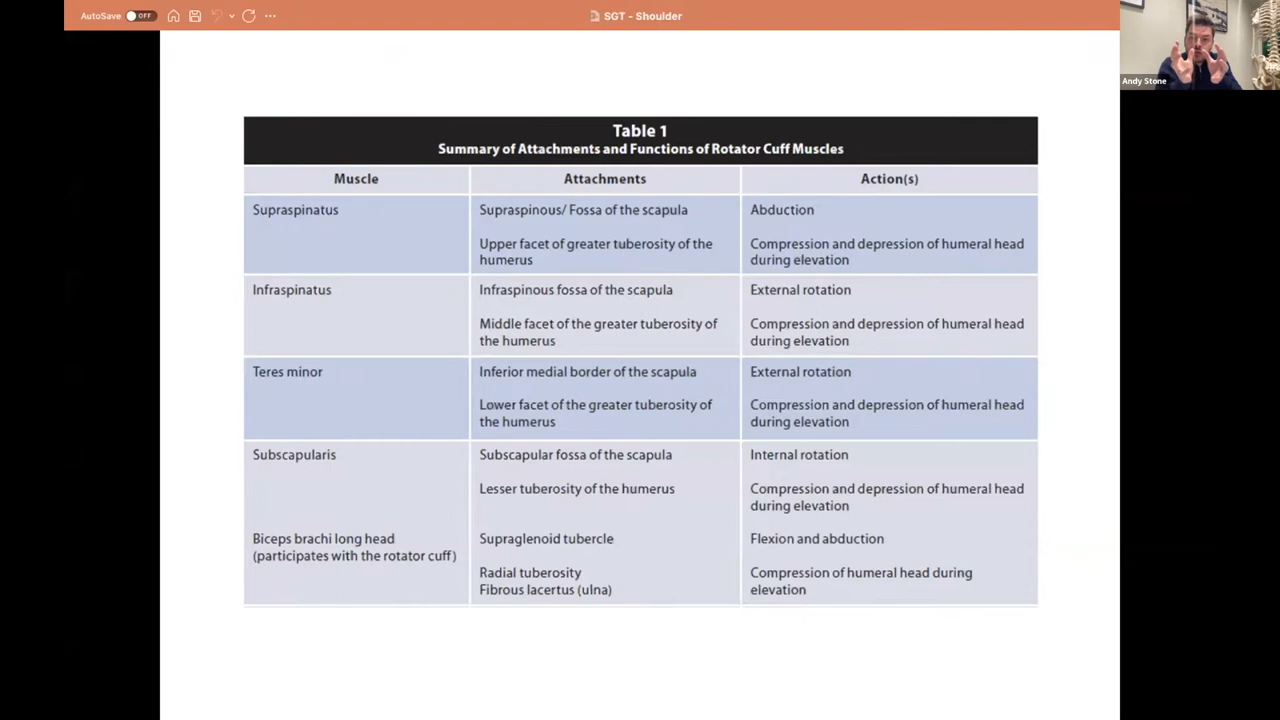 AutoSave OFF
SGT - Shoulder
Andy Stone
Table 1
Summary of Attachments and Functions of Rotator Cuff Muscles
Muscle Attachments Action(s)
Supraspinatus
Supraspinous/ Fossa of the scapula
Upper facet of greater tuberosity of the
humerus
Abduction
Compression and depression of humeral head
during elevation
Infraspinatus
Infraspinous fossa of the scapula
Middle facet of the greater tuberosity of
the humerus
External rotation
Compression and depression of humeral head
during elevation
Teres minor
Inferior medial border of the scapula
Lower facet of the greater tuberosity of
the humerus
External rotation
Compression and depression of humeral head
during elevation
Subscapularis
Subscapular fossa of the scapula
Lesser tuberosity of the humerus
Internal rotation
Compression and depression of humeral head
during elevation
Biceps brachi long head
(participates with the rotator cuff)
Supraglenoid tubercle
Radial tuberosity
Fibrous lacertus (ulna)
Flexion and abduction
Compression of humeral head during
elevation